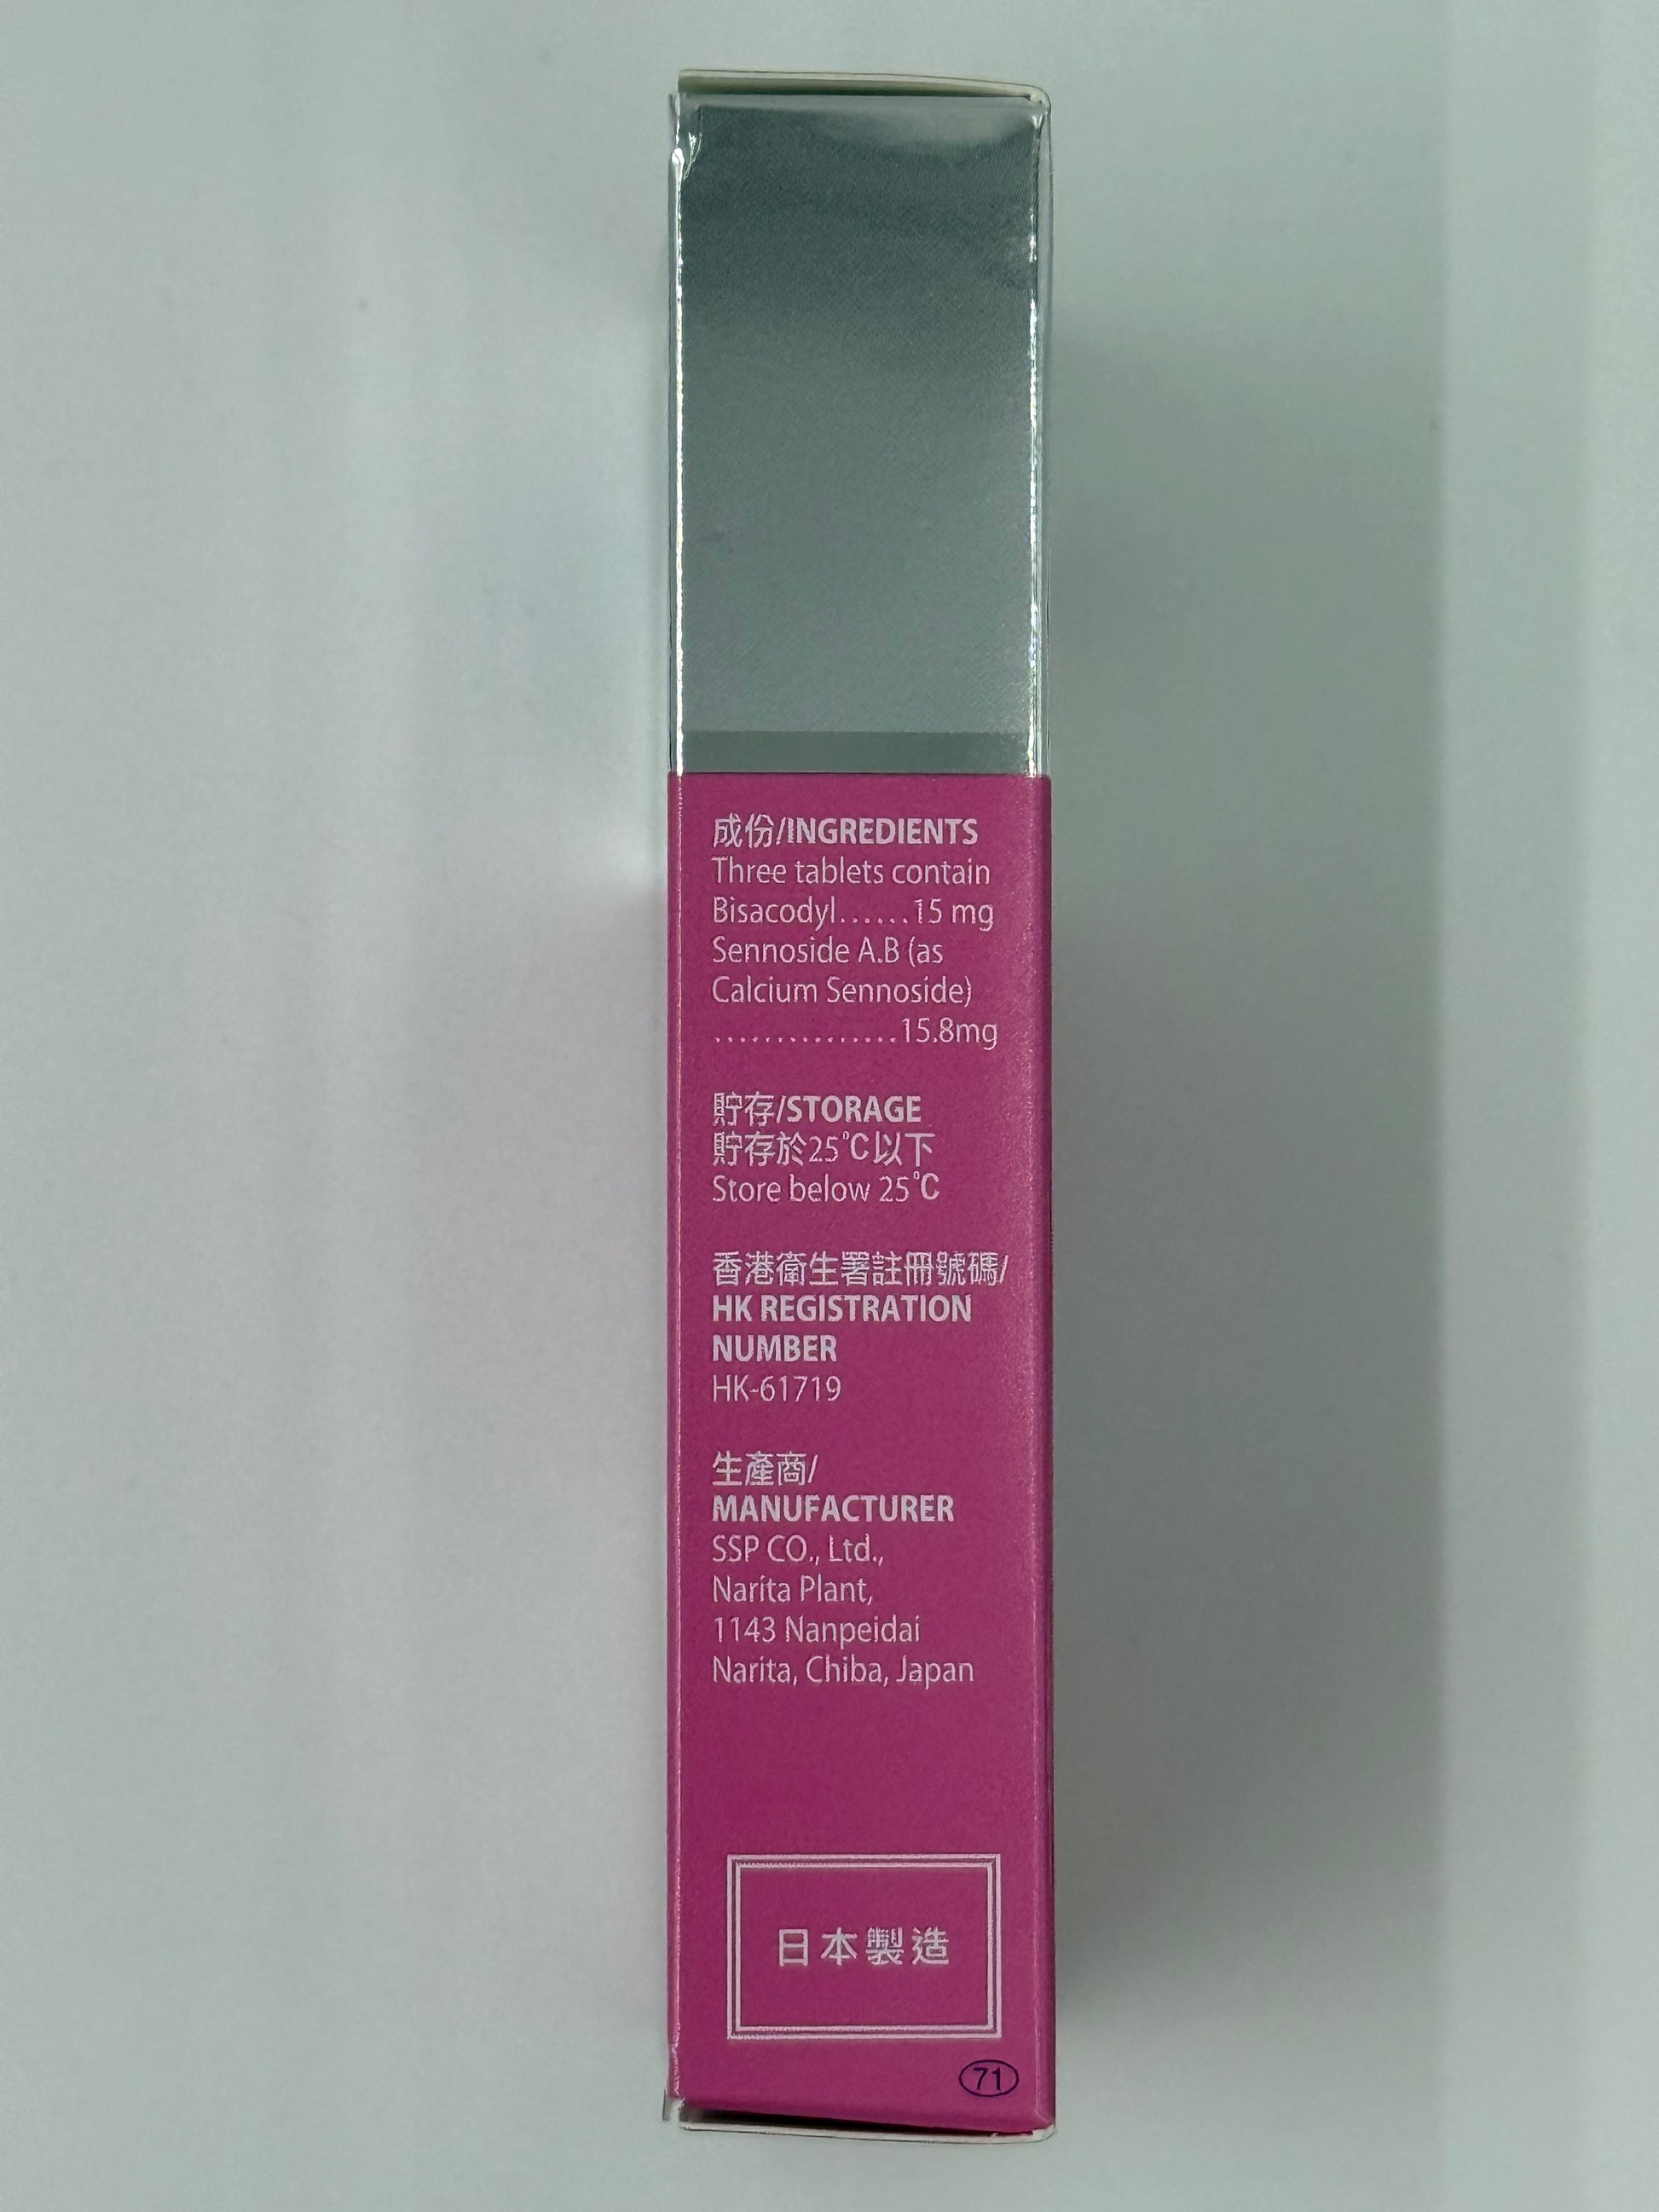 成份/INGREDIENTS
Three tablets contain
Bisacodyl......15 mg
Sennoside A.B (as
Calcium Sennoside)
...............15.8mg
貯存/STORAGE
貯存於25℃以下
Store below 25℃
香港衞生署註冊號碼/
HK REGISTRATION
NUMBER
HK-61719
生產商/
MANUFACTURER
SSP CO., Ltd.,
Narita Plant,
1143 Nanpeidai
Narita, Chiba, Japan
日本製造
71